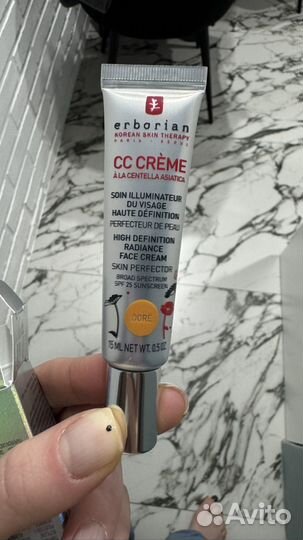 erborian
KOREAN SKIN THERAPY
PARIS - SEOUL
CC CRÈME
À LA CENTELLA ASIATICA
SOIN ILLUMINATEUR
DU VISAGE
HAUTE DÉFINITION
PERFECTEUR DE PEAU
HIGH DEFINITION
RADIANCE
FACE CREAM
SKIN PERFECTOR
BROAD SPECTRUM
SPF 25 SUNSCREEN
DORÉ
15 ML NET WT. 0.5 OZ.
Avito